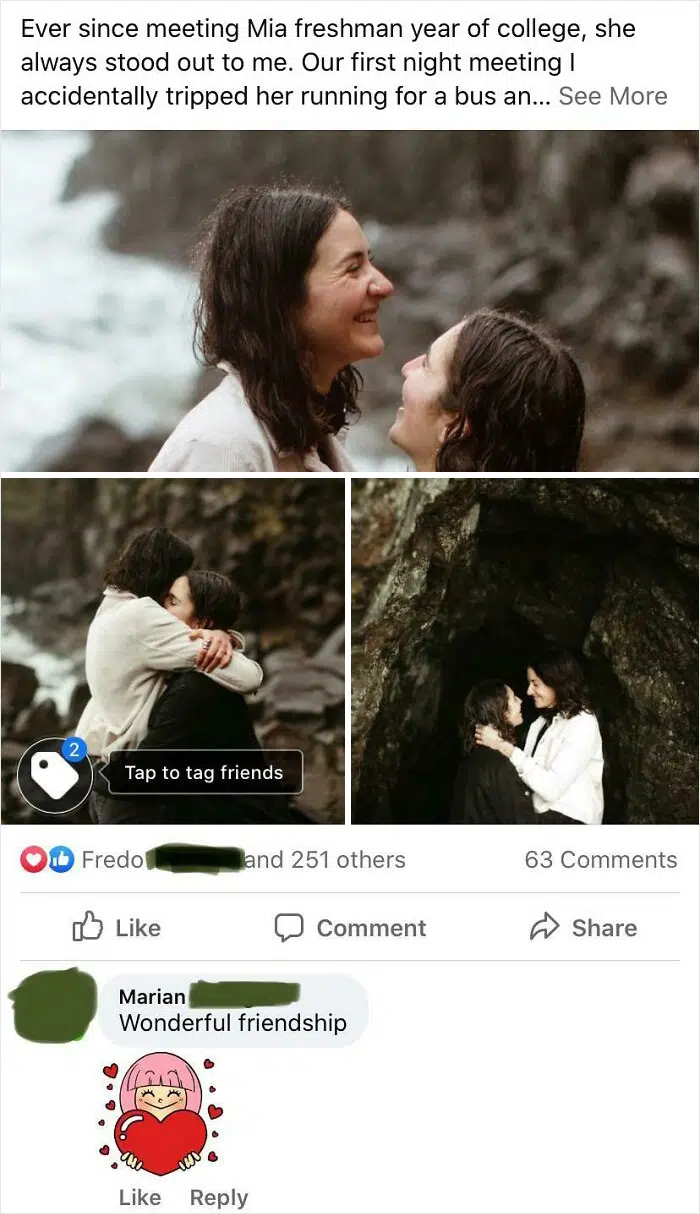 Ever since meeting Mia freshman year of college, she
always stood out to me. Our first night meeting I
accidentally tripped her running for a bus an... See More
2
Tap to tag friends
Fredo and 251 others
63 Comments
Like
Comment
Share
Marian
Wonderful friendship
Like
Reply